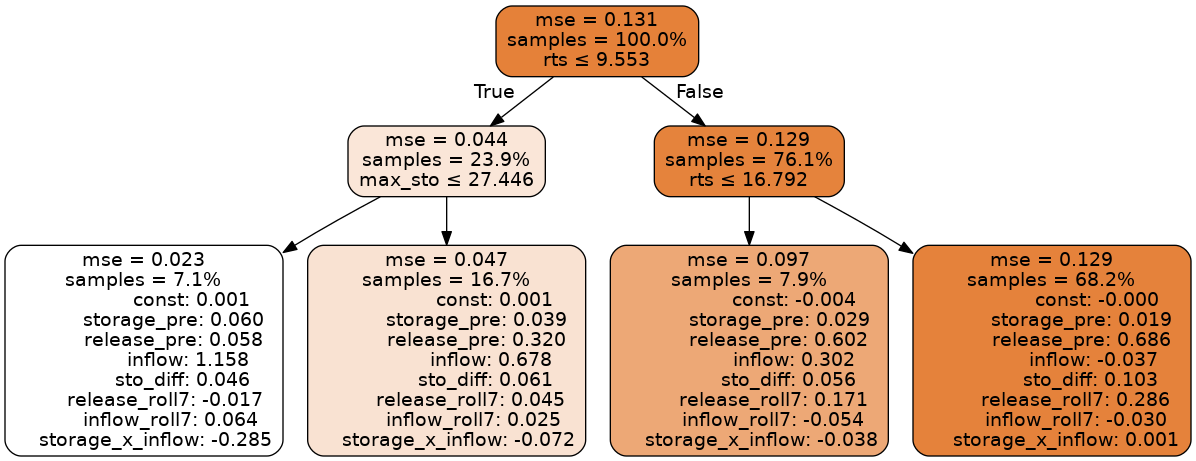 mse = 0.131
samples = 100.0%
rts ≤ 9.553
True
False
mse = 0.044
samples = 23.9%
max_sto ≤ 27.446
mse = 0.129
samples = 76.1%
rts ≤ 16.792
mse = 0.023
samples = 7.1%
const: 0.001
storage_pre: 0.060
release_pre: 0.058
inflow: 1.158
sto_diff: 0.046
release_roll7: -0.017
inflow_roll7: 0.064
storage_x_inflow: -0.285
mse = 0.047
samples = 16.7%
const: 0.001
storage_pre: 0.039
release_pre: 0.320
inflow: 0.678
sto_diff: 0.061
release_roll7: 0.045
inflow_roll7: 0.025
storage_x_inflow: -0.072
mse = 0.097
samples = 7.9%
const: -0.004
storage_pre: 0.029
release_pre: 0.602
inflow: 0.302
sto_diff: 0.056
release_roll7: 0.171
inflow_roll7: -0.054
storage_x_inflow: -0.038
mse = 0.129
samples = 68.2%
const: -0.000
storage_pre: 0.019
release_pre: 0.686
inflow: -0.037
sto_diff: 0.103
release_roll7: 0.286
inflow_roll7: -0.030
storage_x_inflow: 0.001